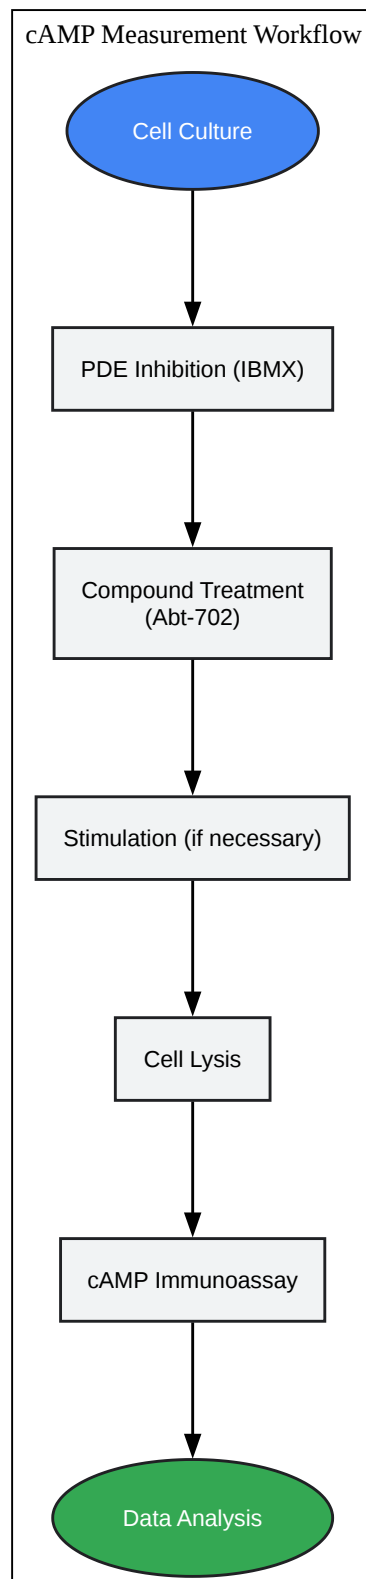 cAMP Measurement Workflow
Cell Culture
PDE Inhibition (IBMX)
Compound Treatment
(Abt-702)
Stimulation (if necessary)
Cell Lysis
cAMP Immunoassay
Data Analysis